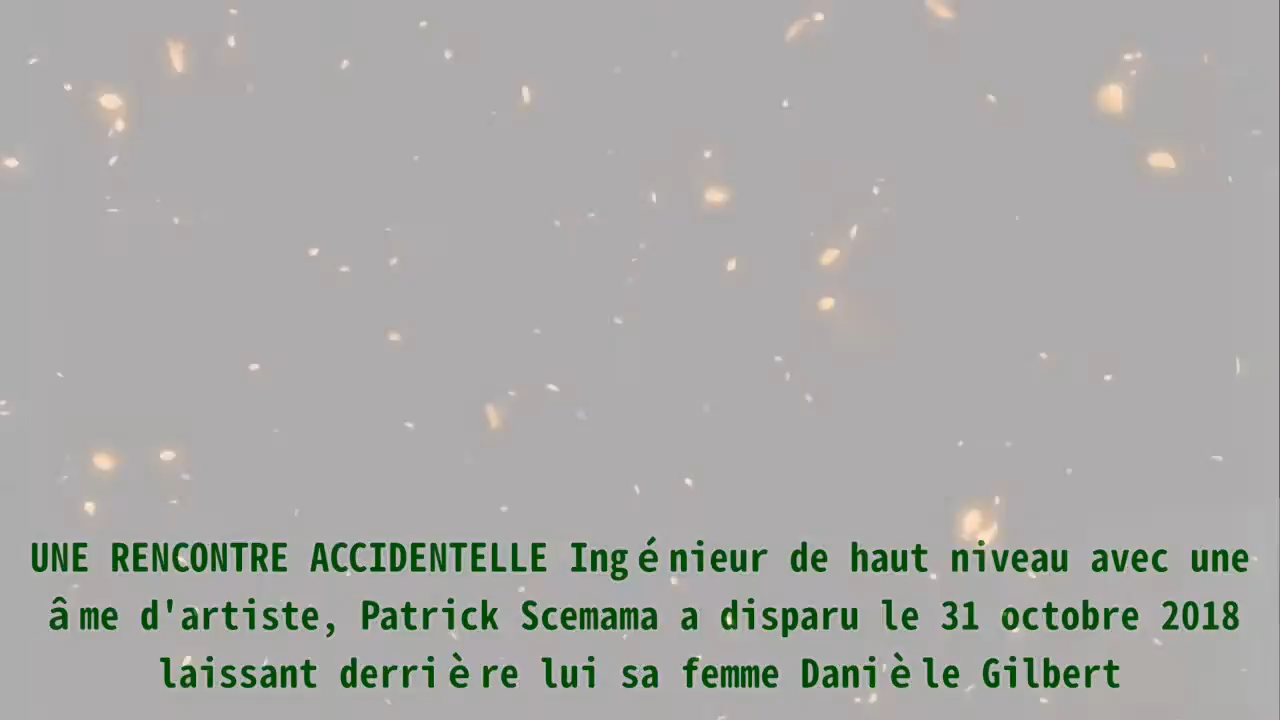 UNE RENCONTRE ACCIDENTELLE Ingénieur de haut niveau avec une
âme d'artiste, Patrick Scemama a disparu le 31 octobre 2018
laissant derrière lui sa femme Danièle Gilbert